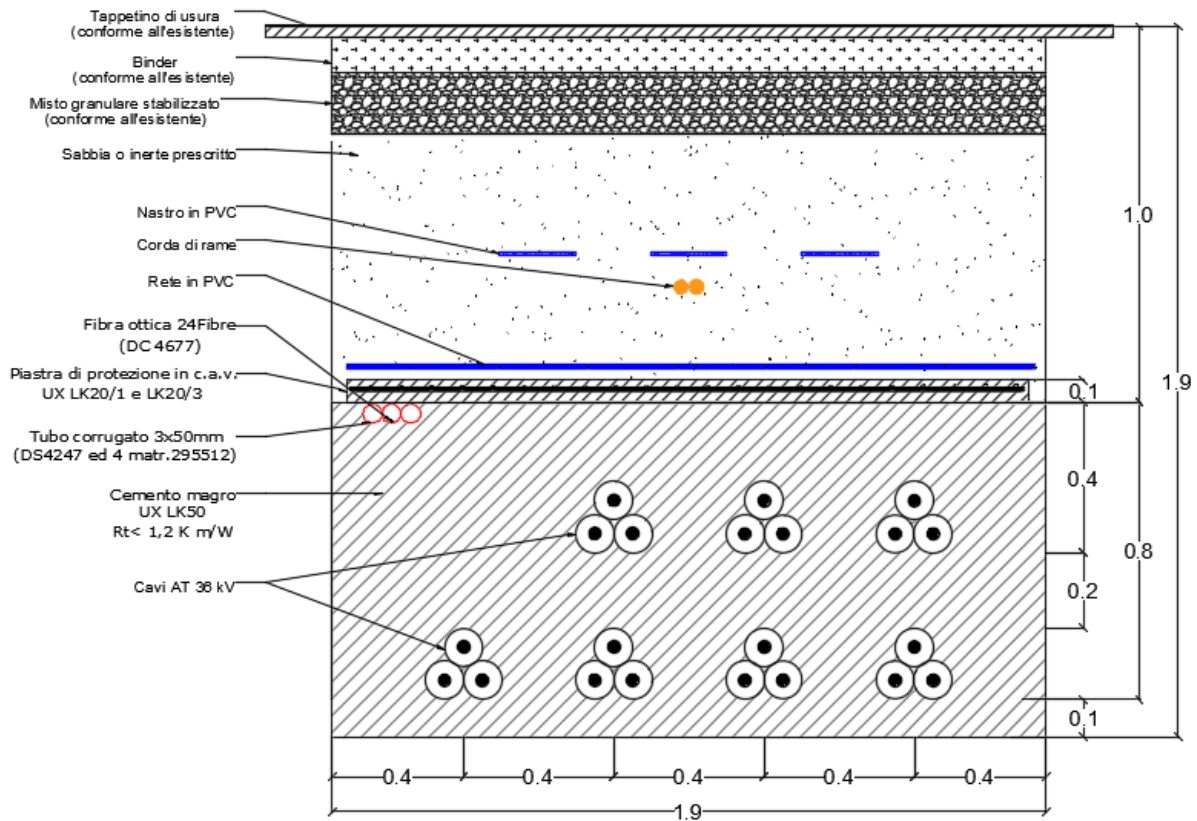 Tappetino di usura
(conforme all'esistente)
Binder
(conforme all'esistente)
Misto granulare stabilizzato
(conforme all'esistente)
Sabbia o inerte prescritto
Nastro in PVC
Corda di rame
Rete in PVC
Fibra ottica 24Fibre
(DC 4677)
Piastra di protezione in c.a.v.
UX LK20/1 e LK20/3
Tubo corrugato 3x50mm
(DS4247 ed 4 matr.295512)
Cemento magro
UX LK50
Rt< 1,2 K m/W
Cavi AT 36 kV
1.0
0.1
1.9
0.4
0.8
0.2
0.1
0.4
0.4
0.4
0.4
0.4
1.9